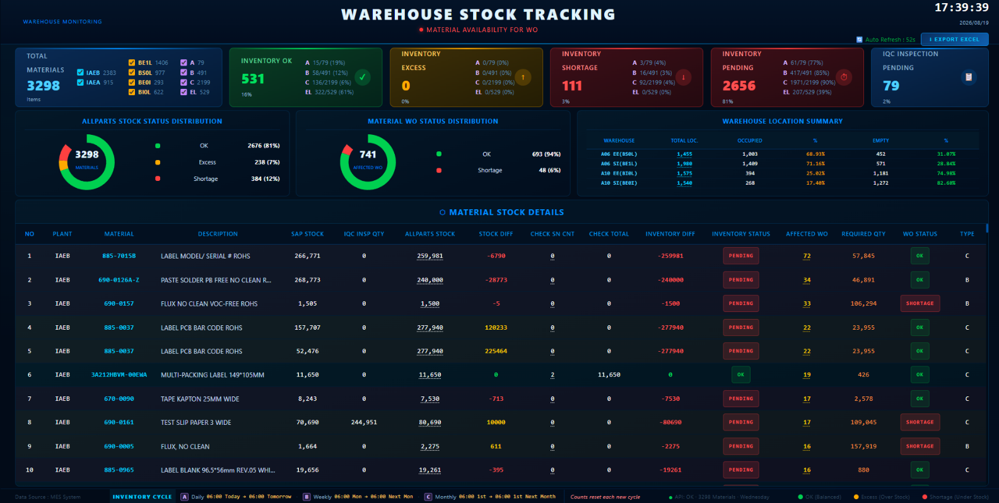 WAREHOUSE MONITORING
WAREHOUSE STOCK TRACKING
MATERIAL AVAILABILITY FOR WO
17:39:39
2026/08/19
Auto Refresh : 52s
EXPORT EXCEL
TOTAL MATERIALS
3298
Items
IAEB 2383
IAEA 915
BE1L 1406
BS0L 977
BE0I 293
BI0L 622
A 79
B 491
C 2199
EL 529
INVENTORY OK
531
16%
A 15/79 (19%)
B 58/491 (12%)
C 136/2199 (6%)
EL 322/529 (61%)
INVENTORY EXCESS
0
0%
A 0/79 (0%)
B 0/491 (0%)
C 0/2199 (0%)
EL 0/529 (0%)
INVENTORY SHORTAGE
111
3%
A 3/79 (4%)
B 16/491 (3%)
C 92/2199 (4%)
EL 0/529 (0%)
INVENTORY PENDING
2656
81%
A 61/79 (77%)
B 417/491 (85%)
C 1971/2199 (90%)
EL 207/529 (39%)
IQC INSPECTION PENDING
79
2%
ALLPARTS STOCK STATUS DISTRIBUTION
3298
MATERIALS
OK 2676 (81%)
Excess 238 (7%)
Shortage 384 (12%)
MATERIAL WO STATUS DISTRIBUTION
741
AFFECTED WO
OK 693 (94%)
Shortage 48 (6%)
WAREHOUSE LOCATION SUMMARY
WAREHOUSE TOTAL LOC. OCCUPIED % EMPTY %
A06 EE(BS0L) 1,455 1,003 68.93% 452 31.07%
A06 SI(BE1L) 1,980 1,409 71.16% 571 28.84%
A10 EE(BI0L) 1,575 394 25.02% 1,181 74.98%
A10 SI(BE0I) 1,540 268 17.40% 1,272 82.60%
MATERIAL STOCK DETAILS
NO PLANT MATERIAL DESCRIPTION SAP STOCK IQC INSP QTY ALLPARTS STOCK STOCK DIFF CHECK SN CNT CHECK TOTAL INVENTORY DIFF INVENTORY STATUS AFFECTED WO REQUIRED QTY WO STATUS TYPE
1 IAEB 885-7015B LABEL MODEL/ SERIAL # ROHS 266,771 0 259,981 -6790 0 0 -259981 PENDING 72 57,845 OK C
2 IAEB 690-0126A-Z PASTE SOLDER PB FREE NO CLEAN R... 268,773 0 240,000 -28773 0 0 -240000 PENDING 34 46,891 OK B
3 IAEB 690-0157 FLUX NO CLEAN VOC-FREE ROHS 1,505 0 1,500 -5 0 0 -1500 PENDING 33 106,294 SHORTAGE B
4 IAEB 885-0037 LABEL PCB BAR CODE ROHS 157,707 0 277,940 120233 0 0 -277940 PENDING 22 23,955 OK C
5 IAEB 885-0037 LABEL PCB BAR CODE ROHS 52,476 0 277,940 225464 0 0 -277940 PENDING 22 23,955 OK C
6 IAEB 3A212HBVM-00EWA MULTI-PACKING LABEL 149*105MM 11,650 0 11,650 0 2 11,650 0 OK 19 426 OK C
7 IAEB 670-0090 TAPE KAPTON 25MM WIDE 8,243 0 7,530 -713 0 0 -7530 PENDING 17 2,578 OK C
8 IAEB 690-0161 TEST SLIP PAPER 3 WIDE 70,690 244,951 80,690 10000 0 0 -80690 PENDING 17 109,045 SHORTAGE C
9 IAEB 690-0005 FLUX, NO CLEAN 1,664 0 2,275 611 0 0 -2275 PENDING 16 157,919 SHORTAGE B
10 IAEB 885-0965 LABEL BLANK 96.5*56mm REV.05 WHI... 19,656 0 19,261 -395 0 0 -19261 PENDING 16 880 OK C
Data Source : MES System
INVENTORY CYCLE A Daily 06:00 Today → 06:00 Tomorrow B Weekly 06:00 Mon → 06:00 Next Mon C Monthly 06:00 1st → 06:00 1st Next Month
Counts reset each new cycle
API: OK · 3298 Materials · Wednesday
OK (Balanced) Excess (Over Stock) Shortage (Under Stock)